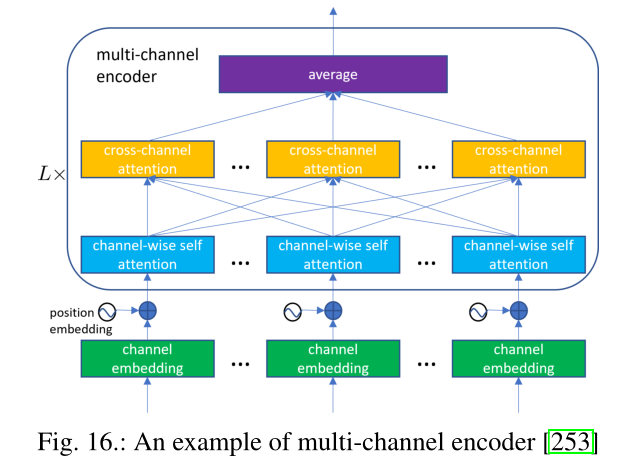 multi-channel
encoder
average
cross-channel
attention
...
cross-channel
attention
...
cross-channel
attention
L×
channel-wise self
attention
...
channel-wise self
attention
...
channel-wise self
attention
position
embedding
channel
embedding
...
channel
embedding
...
channel
embedding
Fig. 16.: An example of multi-channel encoder [253]